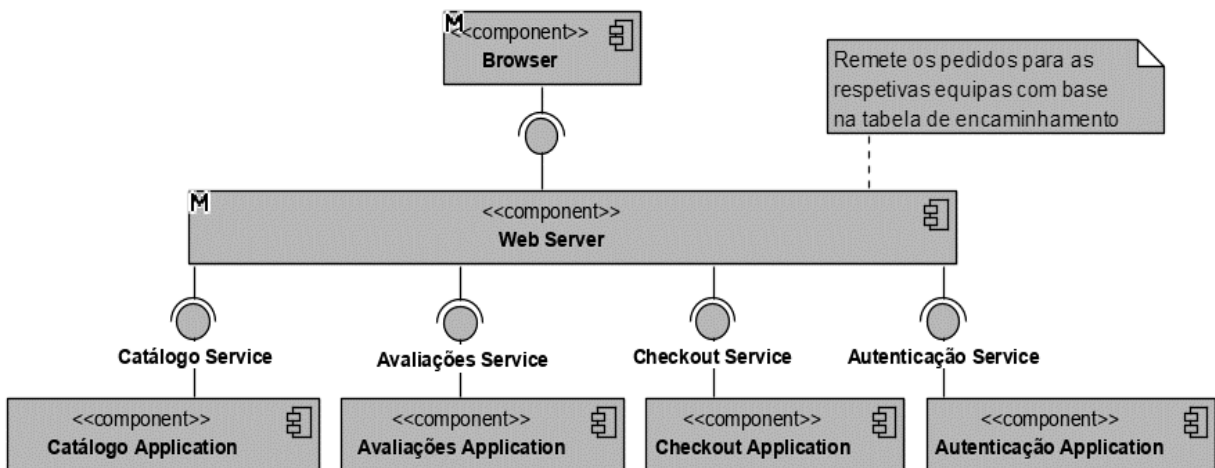 M
<<component>>
Browser
Remete os pedidos para as
respetivas equipas com base
na tabela de encaminhamento
M
<<component>>
Web Server
Catálogo Service
Avaliações Service
Checkout Service
Autenticação Service
<<component>>
Catálogo Application
<<component>>
Avaliações Application
<<component>>
Checkout Application
<<component>>
Autenticação Application